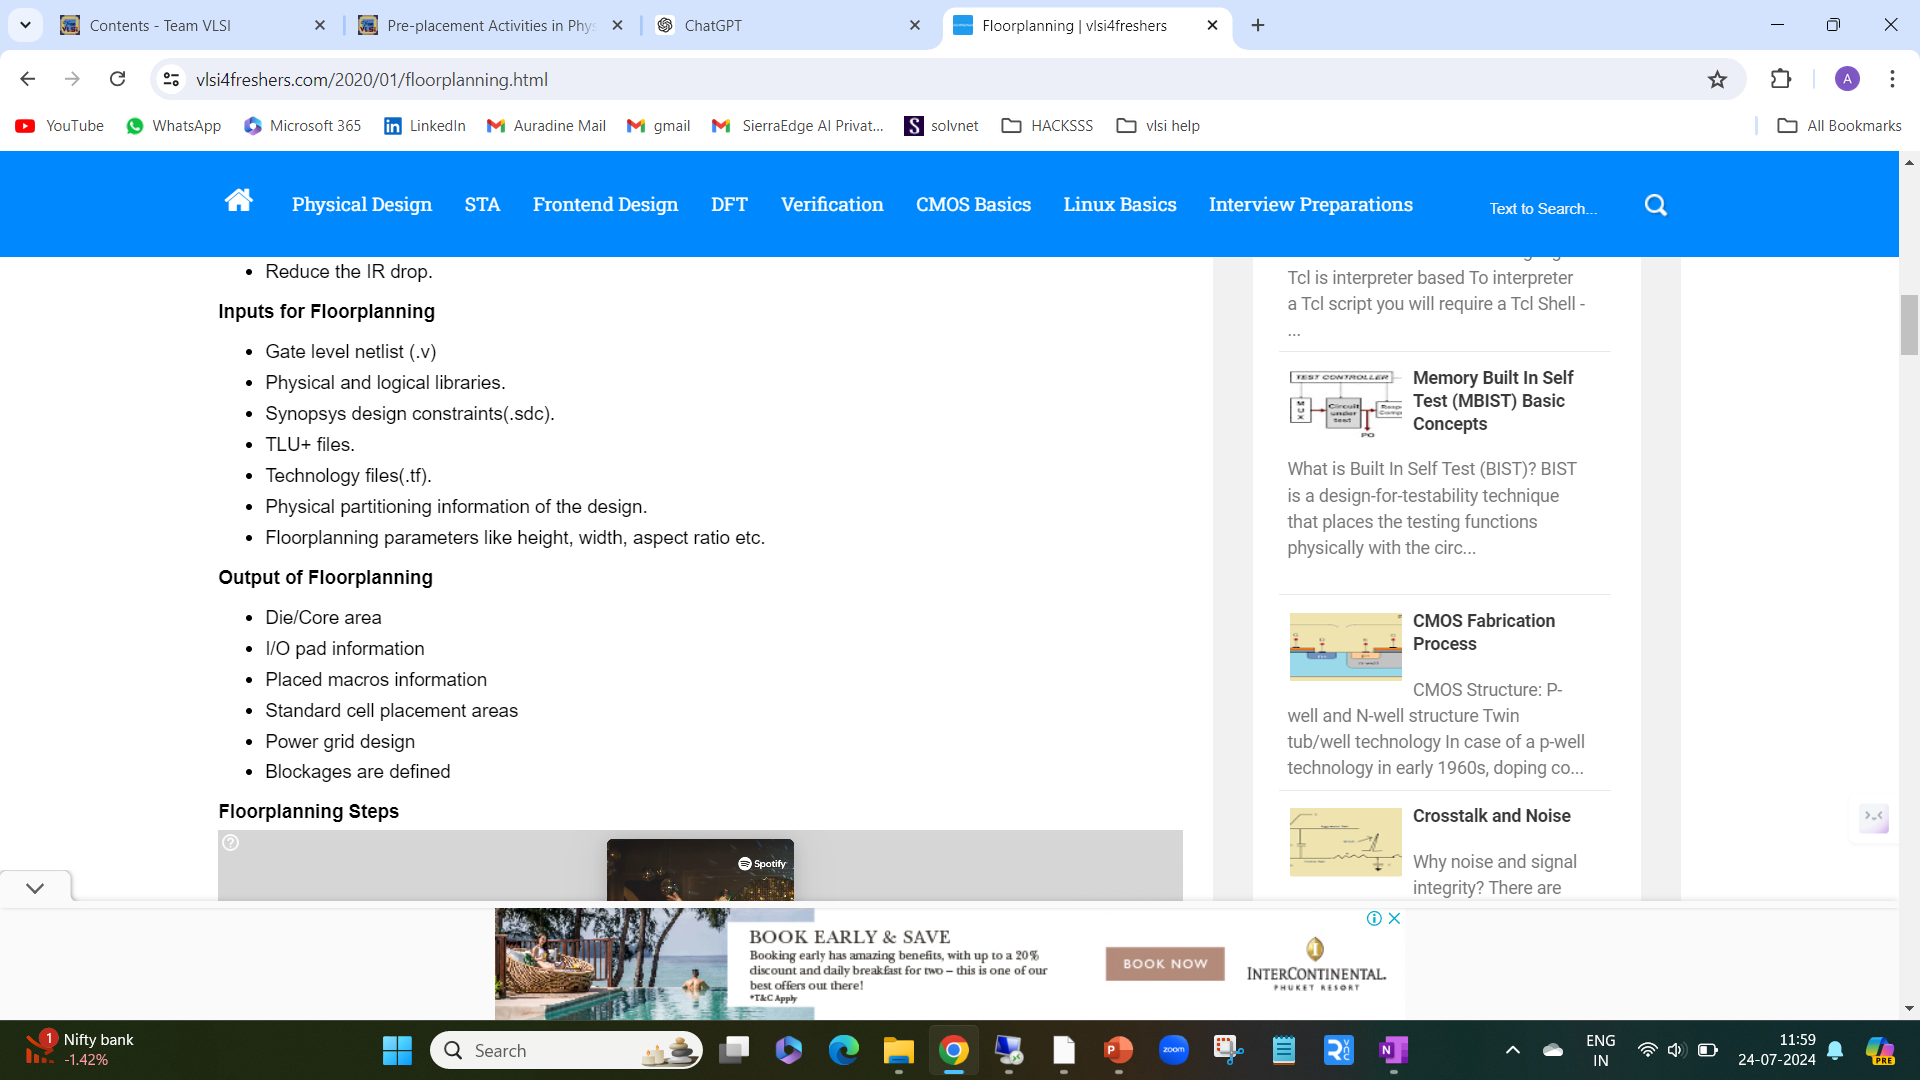 Contents - Team VLSI
Pre-placement Activities in Phys
ChatGPT
Floorplanning | vlsi4freshers
vlsi4freshers.com/2020/01/floorplanning.html
A
YouTube
WhatsApp
Microsoft 365
LinkedIn
Auradine Mail
gmail
SierraEdge AI Privat...
solvnet
HACKSSS
vlsi help
All Bookmarks
Physical Design
STA
Frontend Design
DFT
Verification
CMOS Basics
Linux Basics
Interview Preparations
Text to Search...
• Reduce the IR drop.
Inputs for Floorplanning
• Gate level netlist (.v)
• Physical and logical libraries.
• Synopsys design constraints(.sdc).
• TLU+ files.
• Technology files(.tf).
• Physical partitioning information of the design.
• Floorplanning parameters like height, width, aspect ratio etc.
Output of Floorplanning
• Die/Core area
• I/O pad information
• Placed macros information
• Standard cell placement areas
• Power grid design
• Blockages are defined
Floorplanning Steps
Spotify
Tcl is interpreter based To interpreter
a Tcl script you will require a Tcl Shell -
...
TEST CONTROLLER
MUX
Circuit
under
test
PO
Memory Built In Self
Test (MBIST) Basic
Concepts
What is Built In Self Test (BIST)? BIST
is a design-for-testability technique
that places the testing functions
physically with the circ...
CMOS Fabrication
Process
CMOS Structure: P-
well and N-well structure Twin
tub/well technology In case of a p-well
technology in early 1960s, doping co...
Crosstalk and Noise
Why noise and signal
integrity? There are
BOOK EARLY & SAVE
Booking early has amazing benefits, with up to a 20%
discount and daily breakfast for two – this is one of our
best offers out there!
*T&C Apply
BOOK NOW
INTERCONTINENTAL.
PHUKET RESORT
1
Nifty bank
-1.42%
Search
zoom
ENG
IN
11:59
24-07-2024
PRE